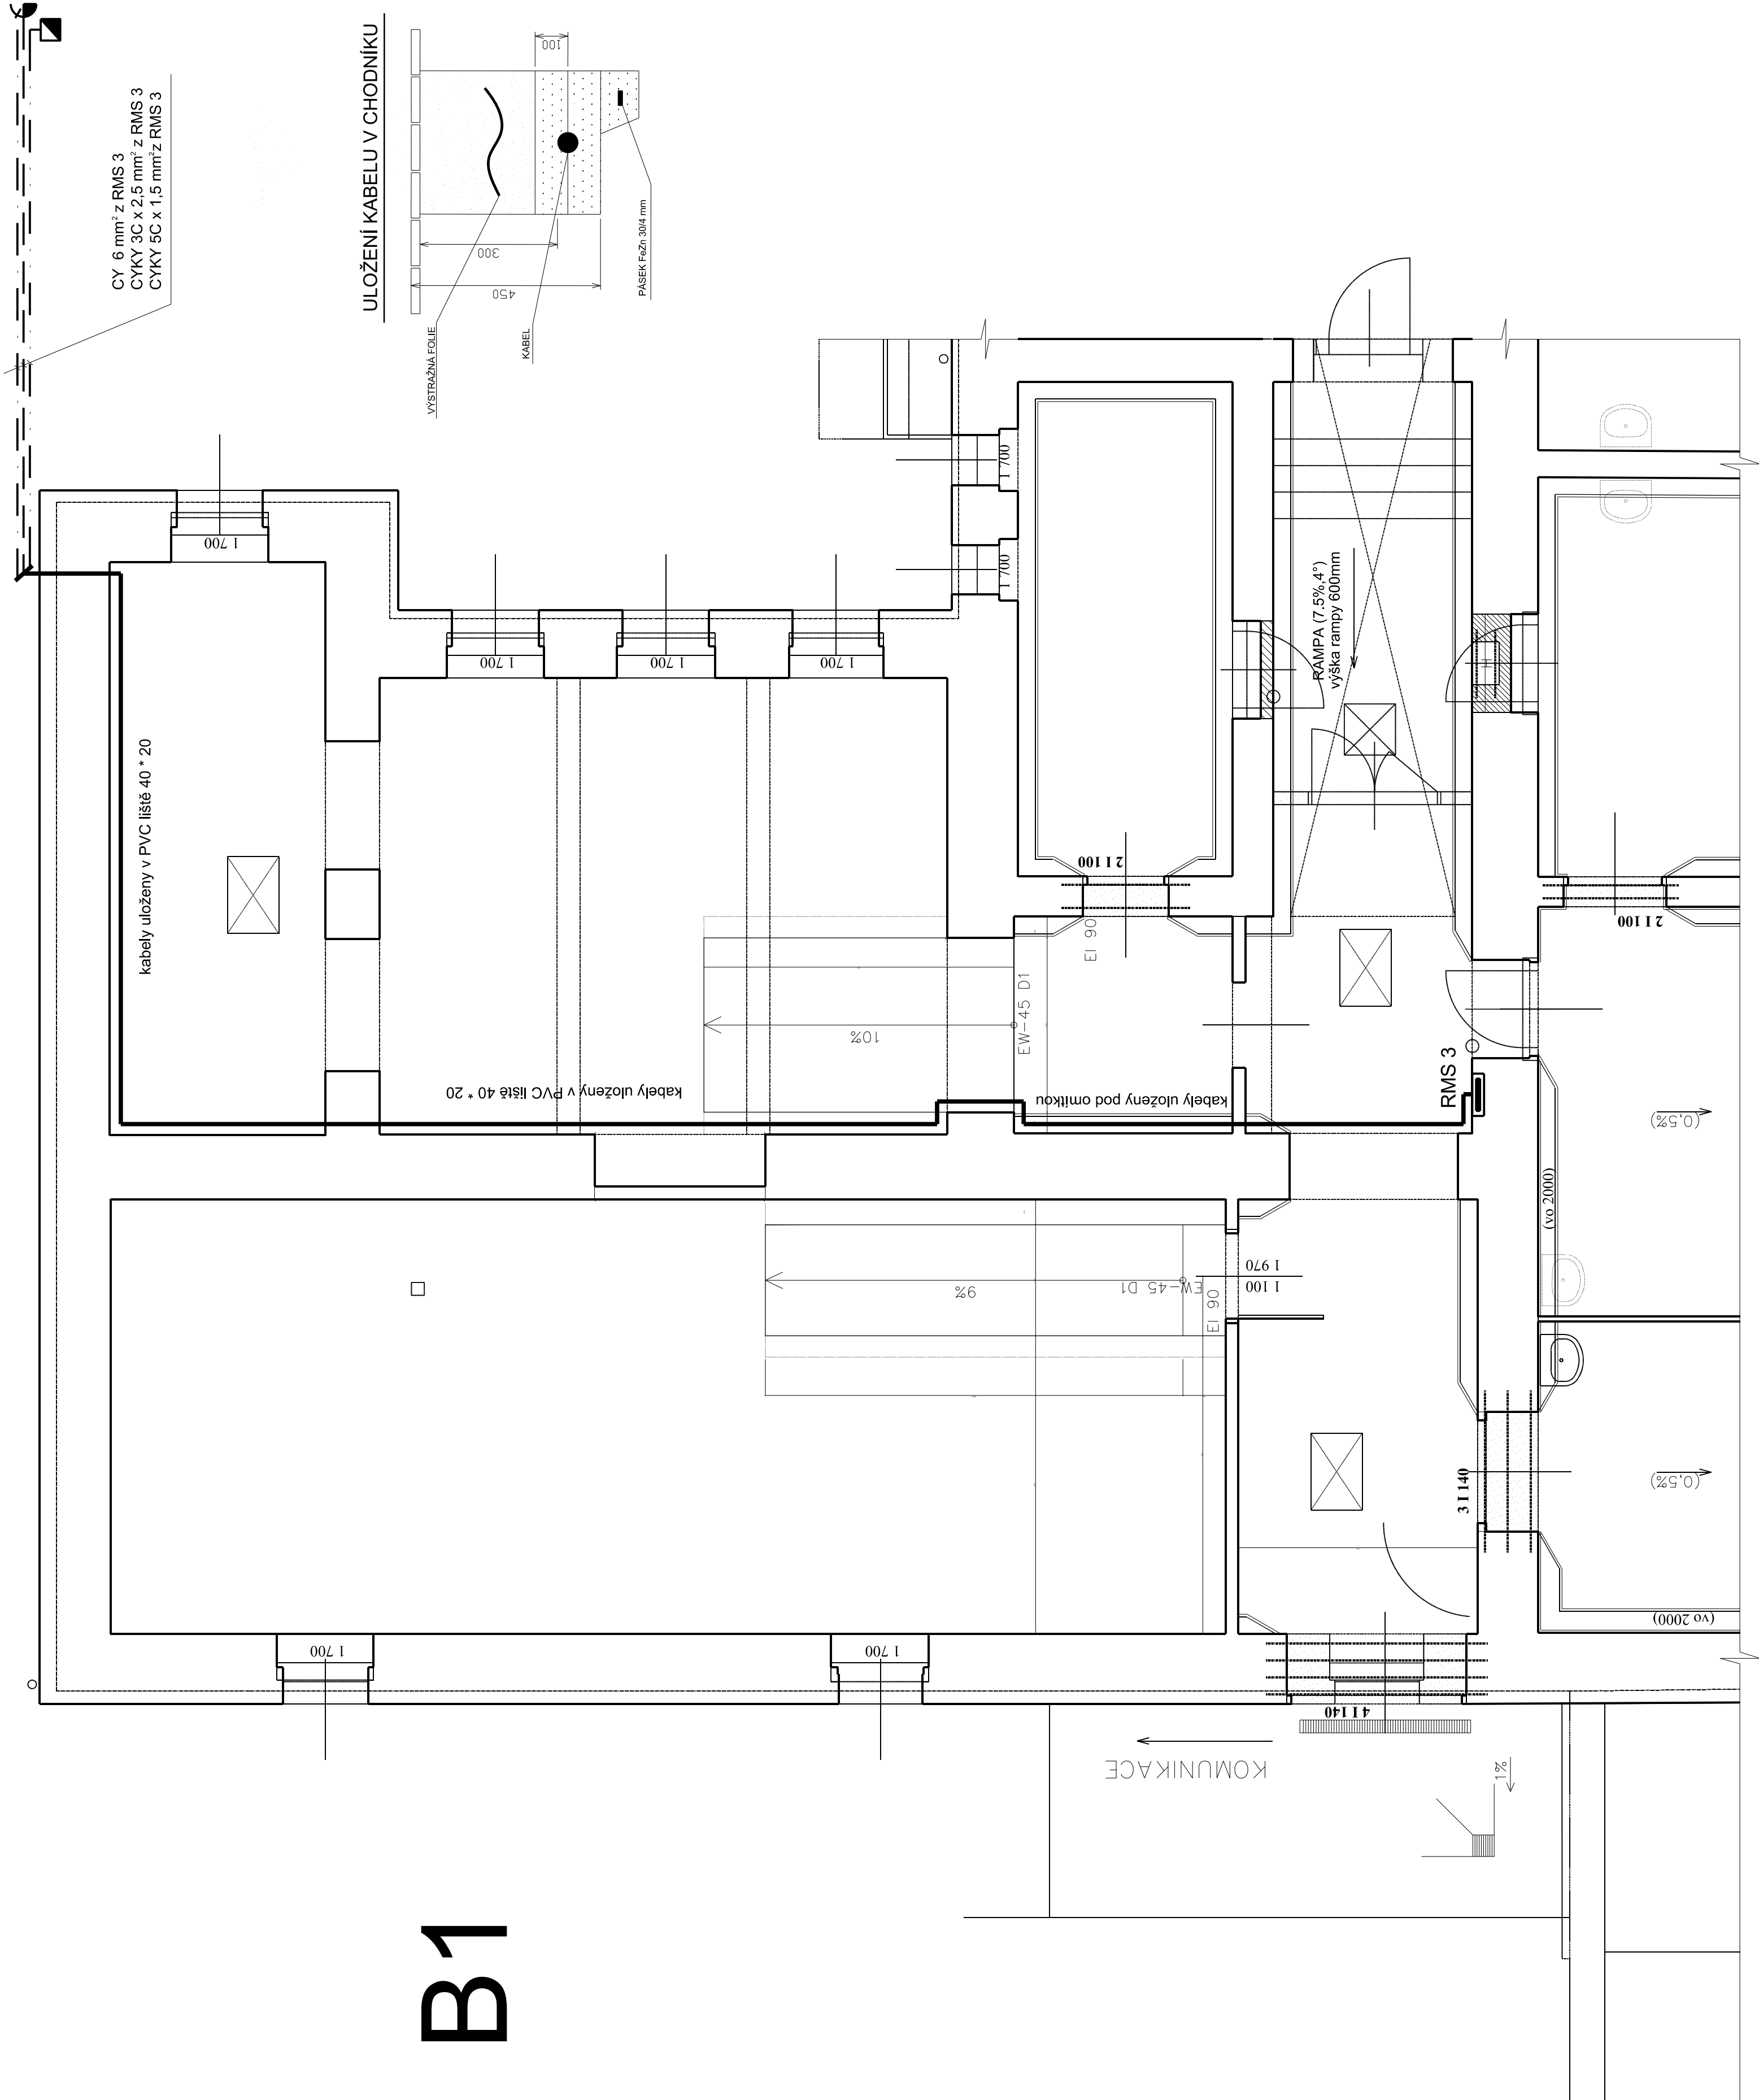 CY  6 mm² z RMS 3
CYKY 3C x 2,5 mm² z RMS 3
CYKY 5C x 1,5 mm²z RMS 3
ULOŽENÍ KABELU V CHODNÍKU
100
300
450
VÝSTRAŽNÁ FOLIE
KABEL
PÁSEK FeZn 30/4 mm
1 700
1 700
1 700
1 700
1 700
1 700
kabely uloženy v PVC liště 40 * 20
kabely uloženy v PVC liště 40 * 20
kabely uloženy pod omítkou
RAMPA (7.5%,4°)
výška rampy 600mm
2 I 100
2 I 100
EI 90
EW-45 D1
10%
RMS 3
(0,5%)
(vo 2000)
9%
EW-45 D1
EI 90
1 970
1 100
3 I 140
(0,5%)
(vo 2000)
1 700
1 700
4 I 140
KOMUNIKACE
1%
B1